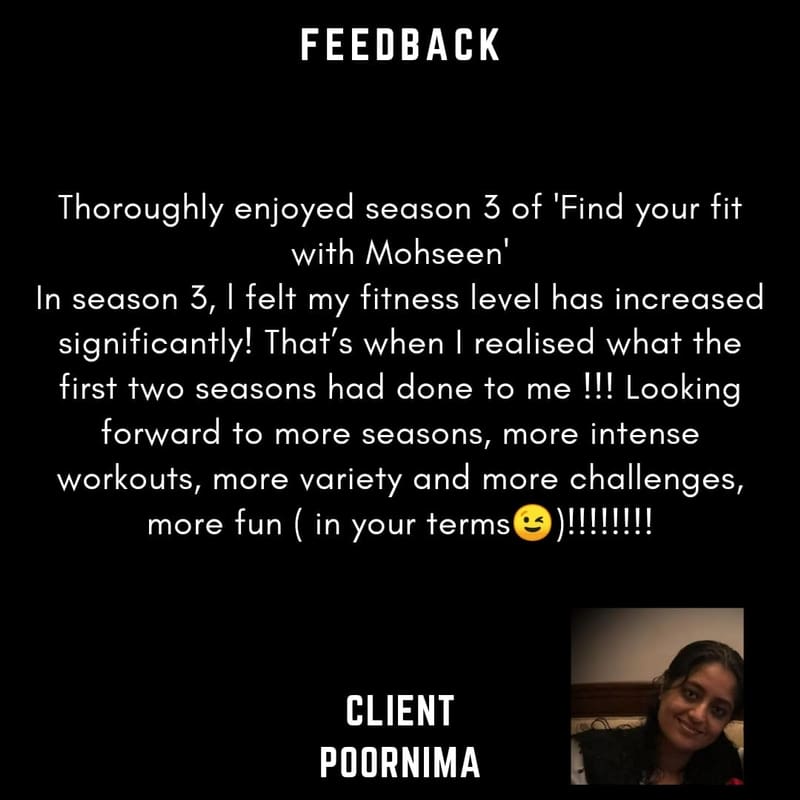 FEEDBACK
Thoroughly enjoyed season 3 of 'Find your fit
with Mohseen'
In season 3, I felt my fitness level has increased
significantly! That’s when I realised what the
first two seasons had done to me !!! Looking
forward to more seasons, more intense
workouts, more variety and more challenges,
more fun ( in your terms😉)!!!!!!!!
CLIENT
POORNIMA